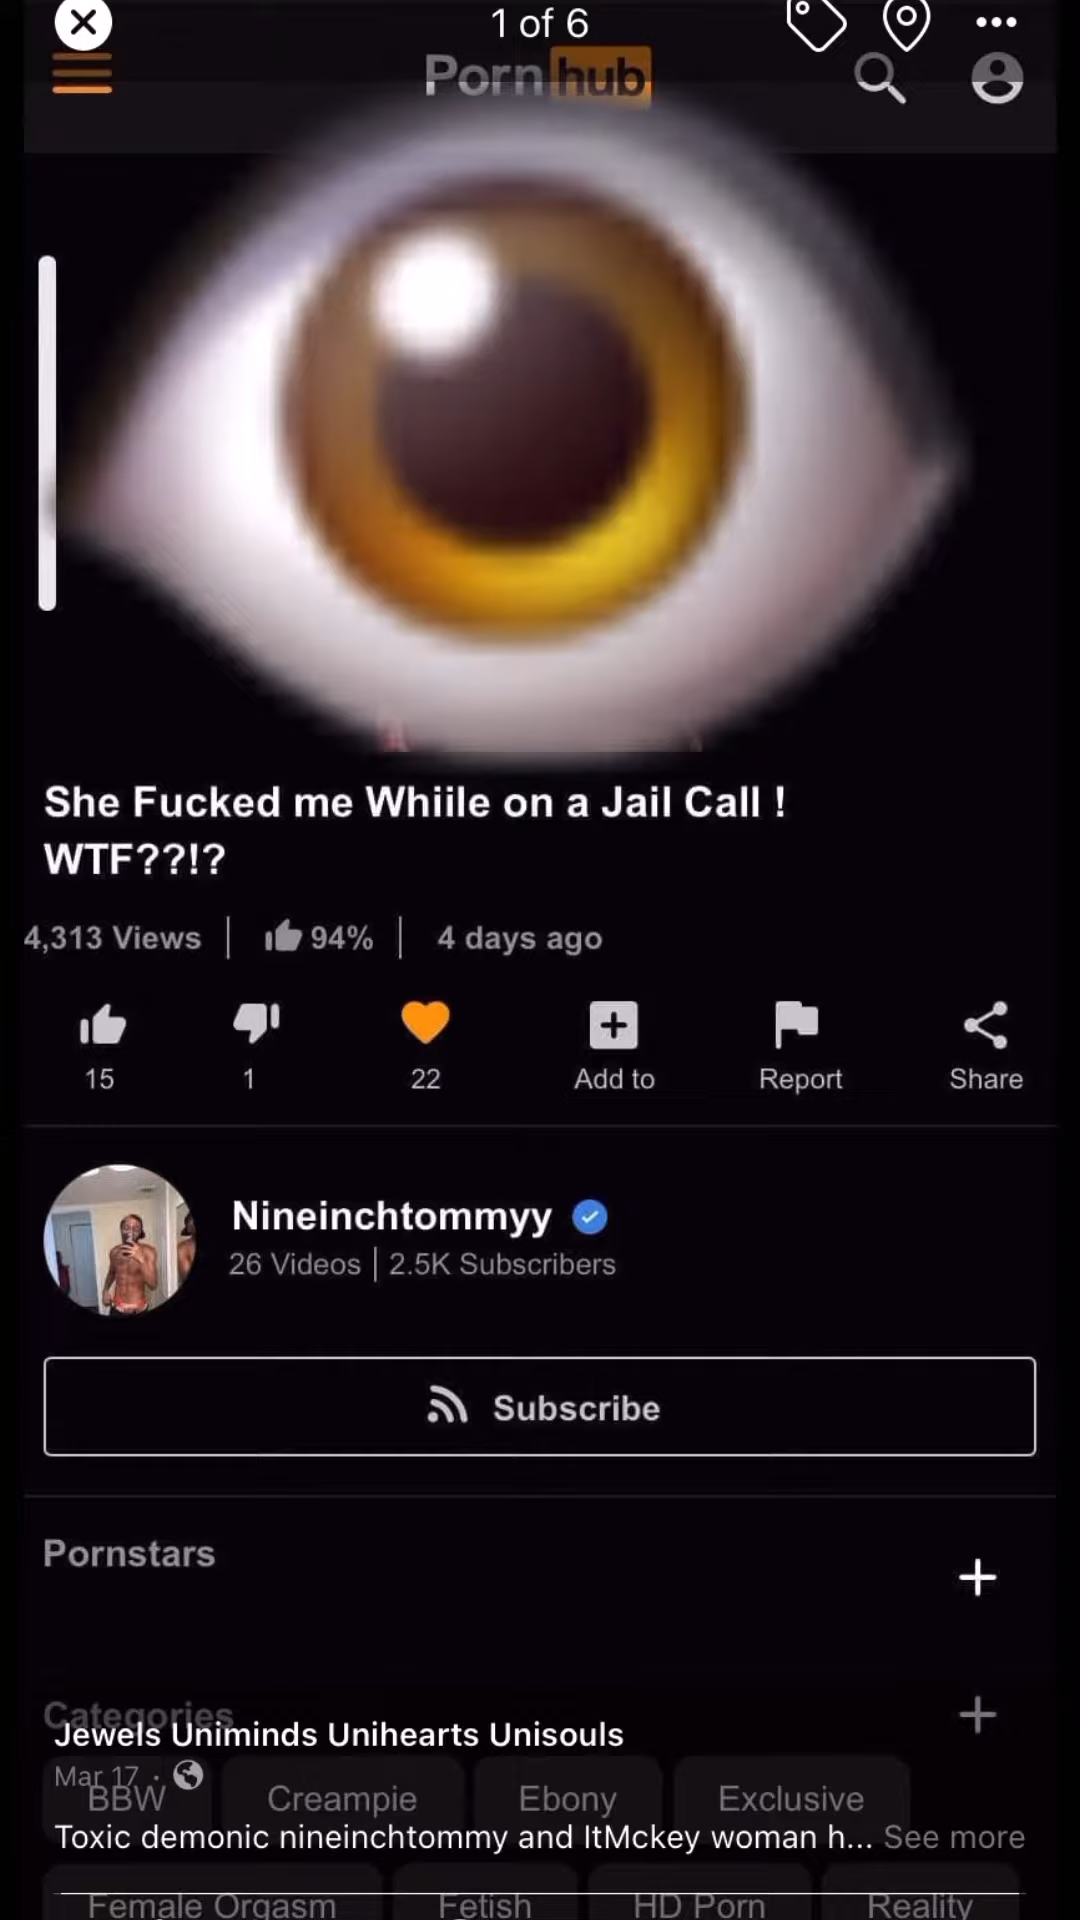 1 of 6
Porn hub
She Fucked me Whiile on a Jail Call !
WTF??!?
4,313 Views | 94% | 4 days ago
15 1 22 Add to Report Share
Nineinchtommyy
26 Videos | 2.5K Subscribers
Subscribe
Pornstars
Categories
Jewels Uniminds Unihearts Unisouls
Mar 17 ·
BBW Creampie Ebony Exclusive
Toxic demonic nineinchtommy and ItMckey woman h... See more
Female Orgasm Fetish HD Porn Reality